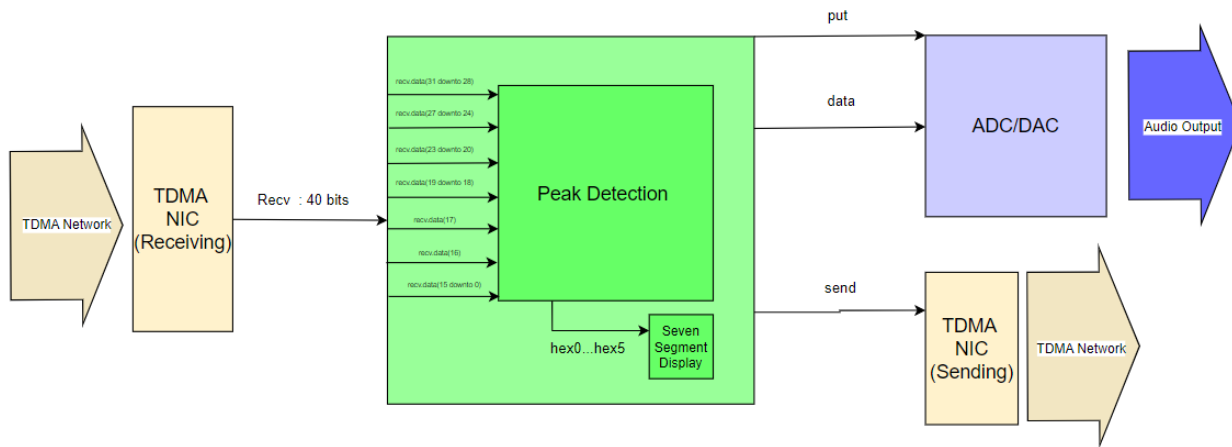 put
recv.data(31 downto 28)
recv.data(27 downto 24)
data
ADC/DAC
Audio Output
recv.data(23 downto 20)
recv.data(19 downto 18)
Peak Detection
TDMA Network
TDMA
NIC
(Receiving)
Recv : 40 bits
recv.data(17)
recv.data(16)
recv.data(15 downto 0)
send
hex0...hex5
Seven
Segment
Display
TDMA
NIC
(Sending)
TDMA Network